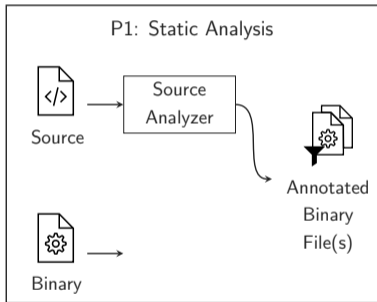 P1: Static Analysis
</>
Source
Analyzer
Source
Annotated
Binary
File(s)
Binary